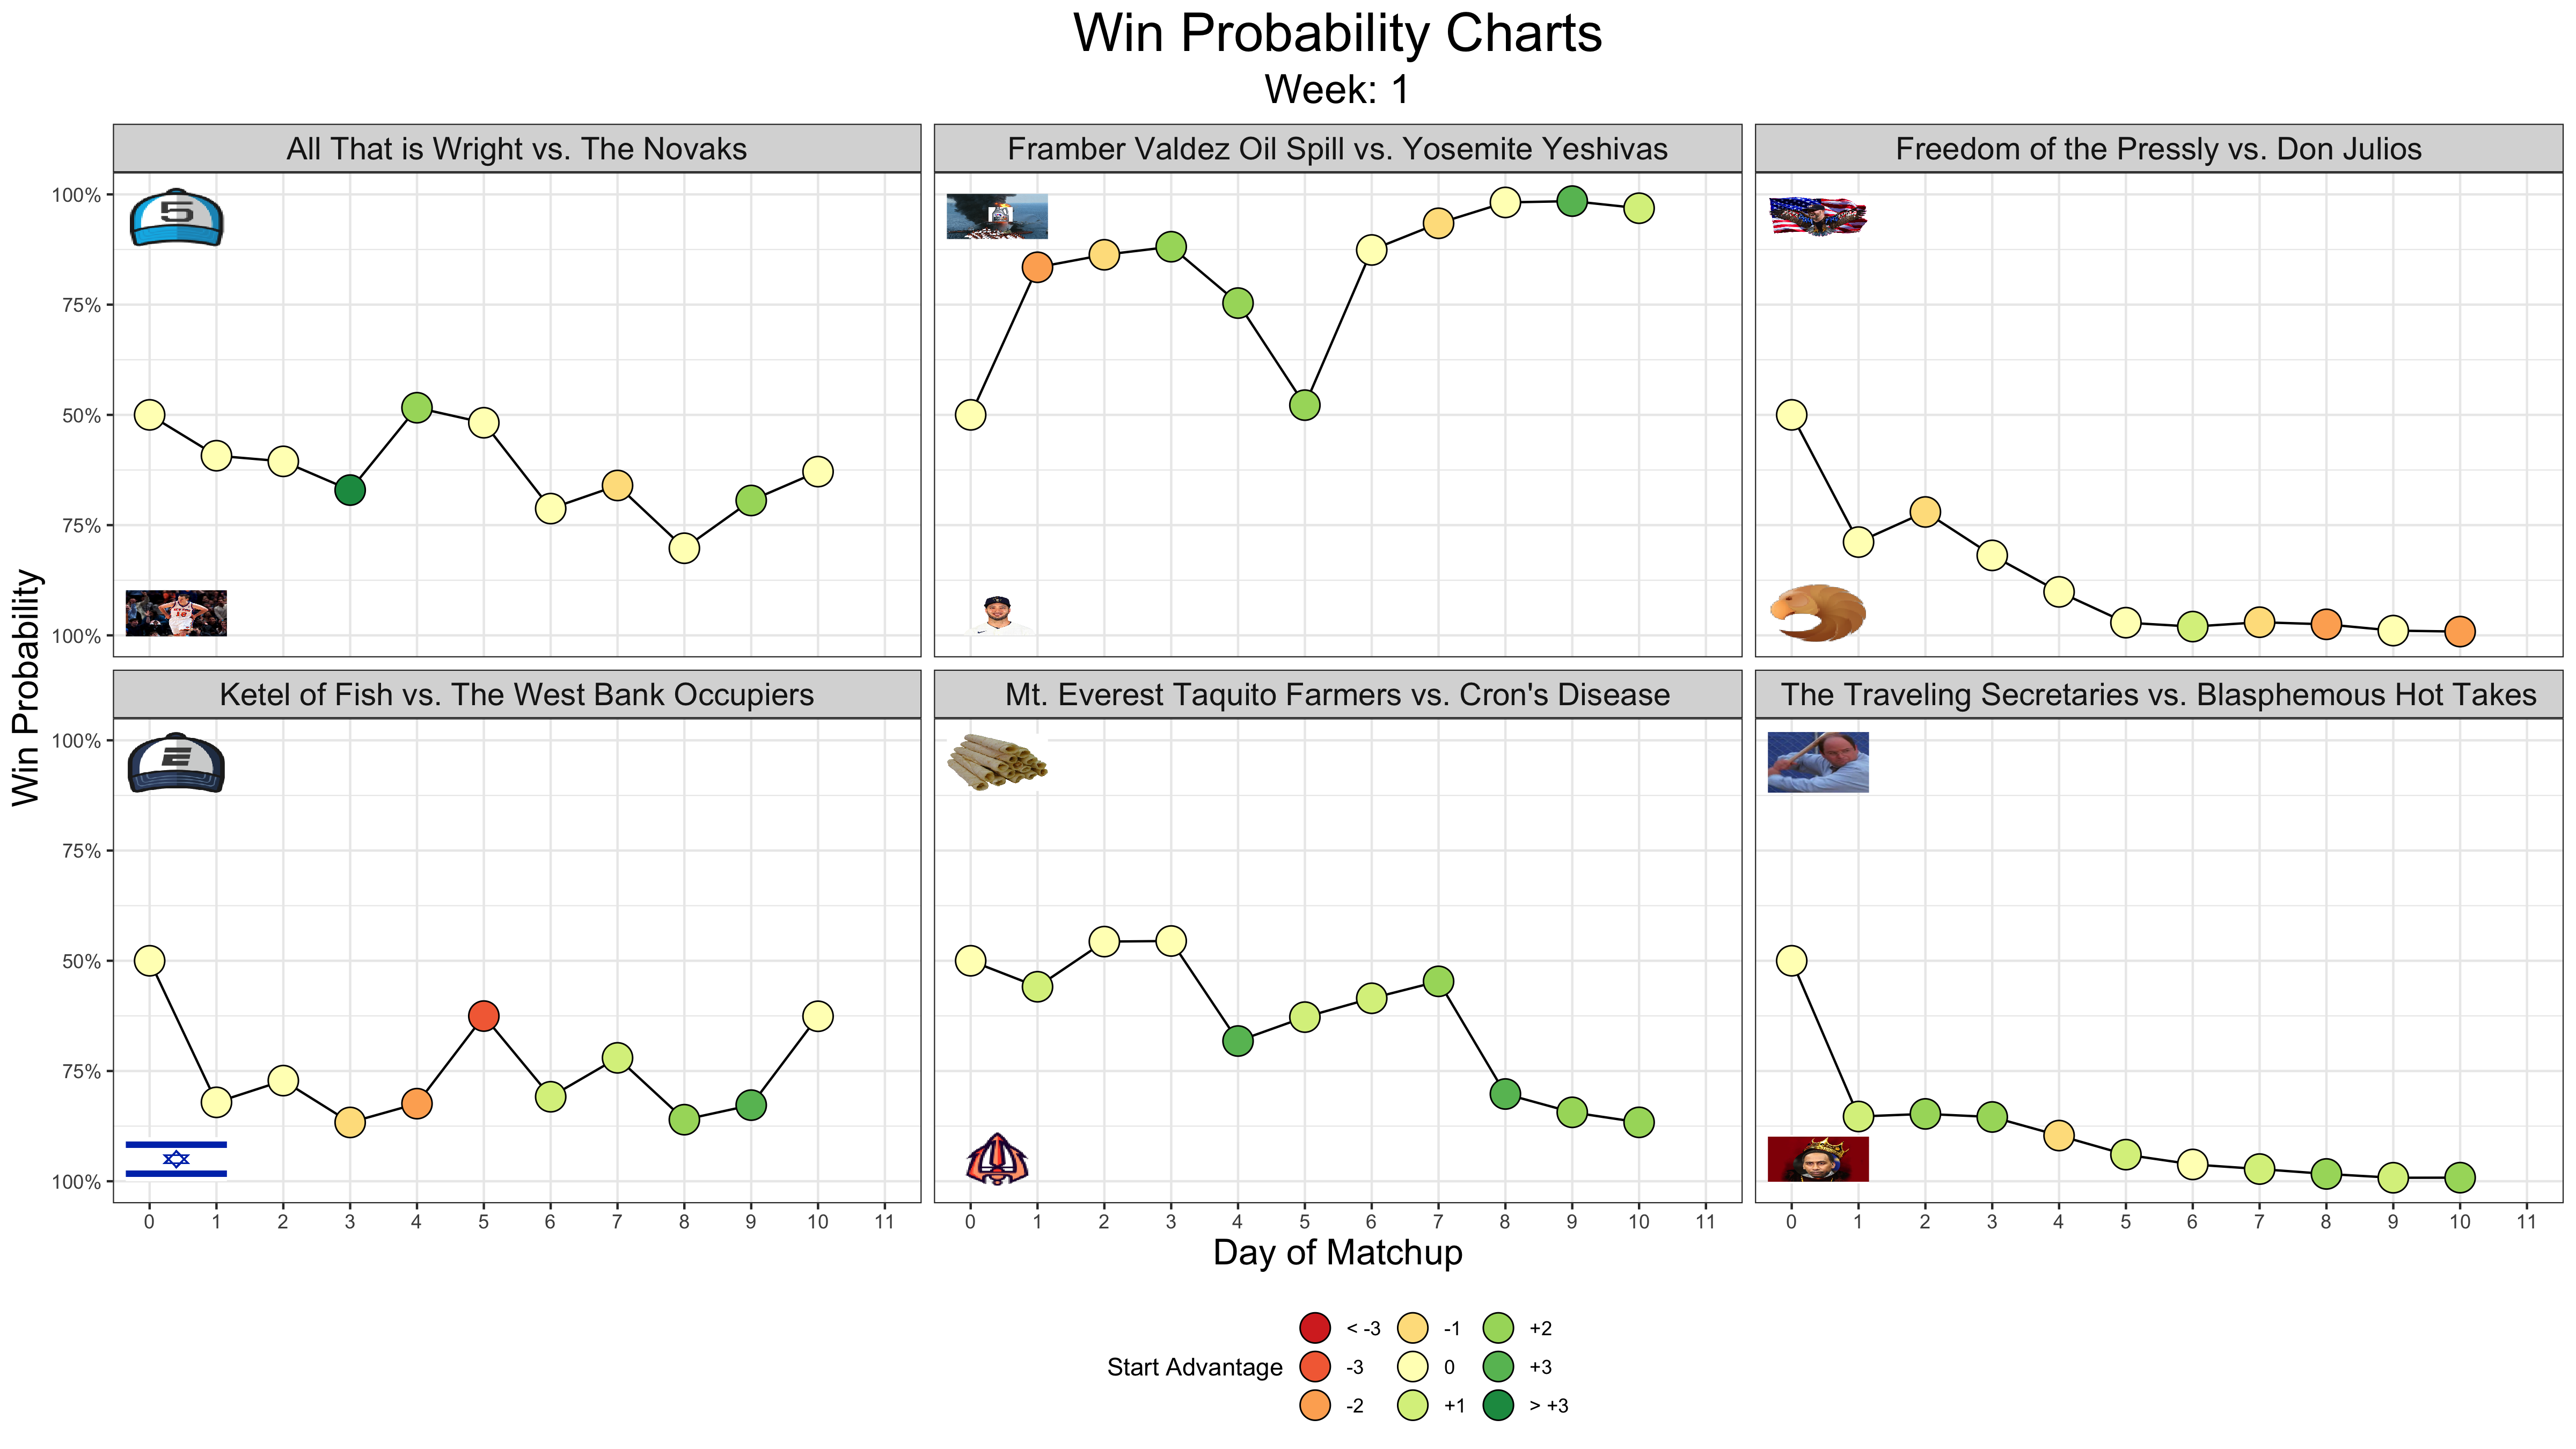 Win Probability Charts
Week: 1
All That is Wright vs. The Novaks
Framber Valdez Oil Spill vs. Yosemite Yeshivas
Freedom of the Pressly vs. Don Julios
100%
75%
50%
75%
100%
5
Ketel of Fish vs. The West Bank Occupiers
Mt. Everest Taquito Farmers vs. Cron's Disease
The Traveling Secretaries vs. Blasphemous Hot Takes
100%
75%
50%
75%
100%
E
Win Probability
0 1 2 3 4 5 6 7 8 9 10 11
0 1 2 3 4 5 6 7 8 9 10 11
0 1 2 3 4 5 6 7 8 9 10 11
Day of Matchup
Start Advantage
< -3
-3
-2
-1
0
+1
+2
+3
> +3